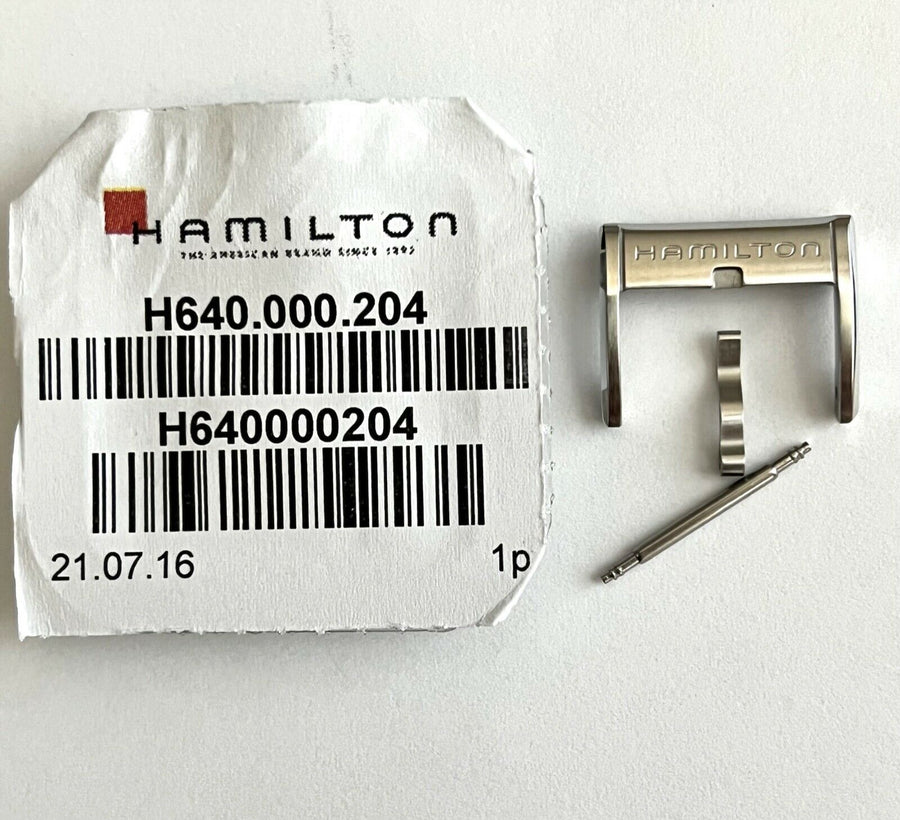 HAMILTON
THE AMERICAN BRAND SINCE 1892
H640.000.204
H640000204
21.07.16
1p
HAMILTON